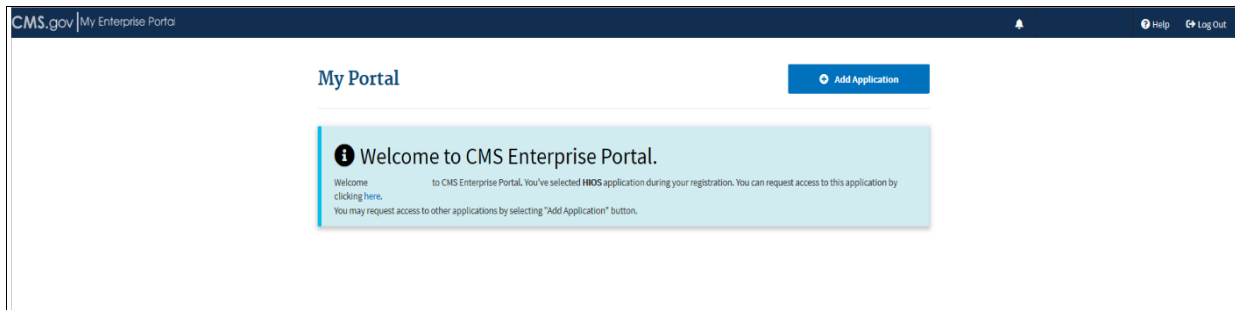 CMS.gov My Enterprise Portal
Help Log Out
My Portal
Add Application
Welcome to CMS Enterprise Portal.
Welcome to CMS Enterprise Portal. You've selected HIOS application during your registration. You can request access to this application by
clicking here.
You may request access to other applications by selecting "Add Application" button.